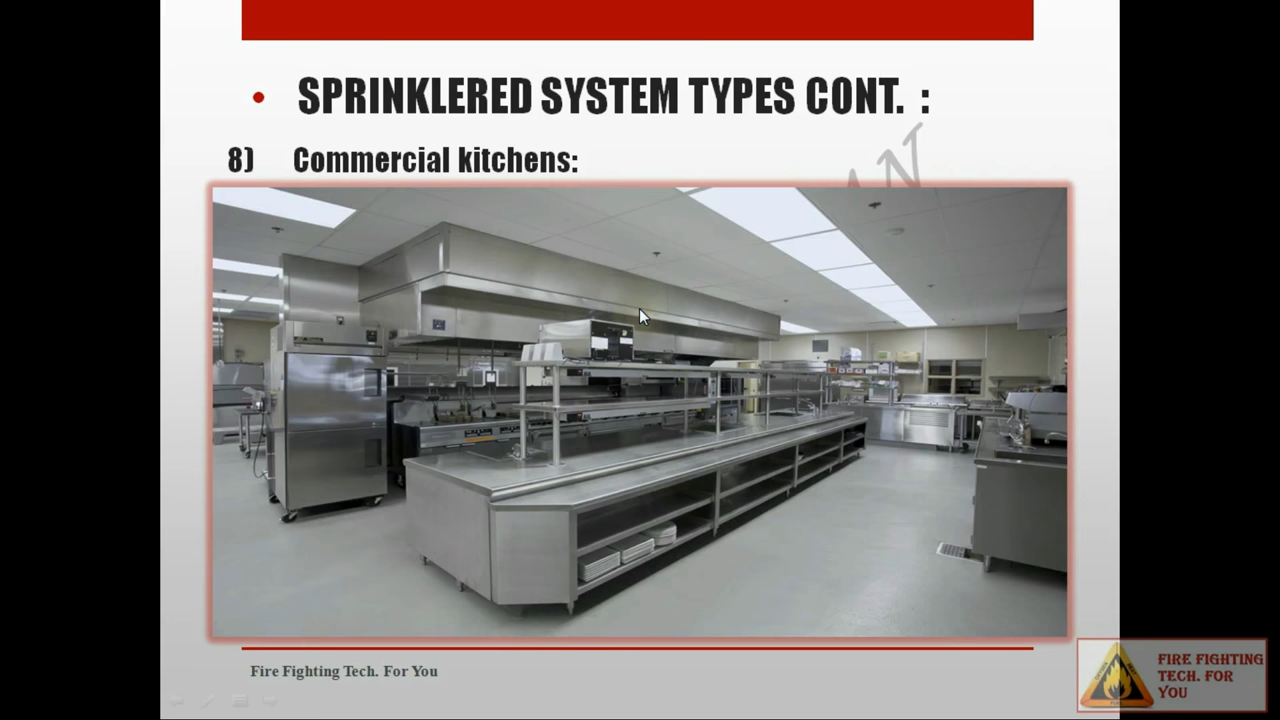 • SPRINKLERED SYSTEM TYPES CONT. :
8) Commercial kitchens:
Fire Fighting Tech. For You
FIRE FIGHTING
TECH. FOR
YOU